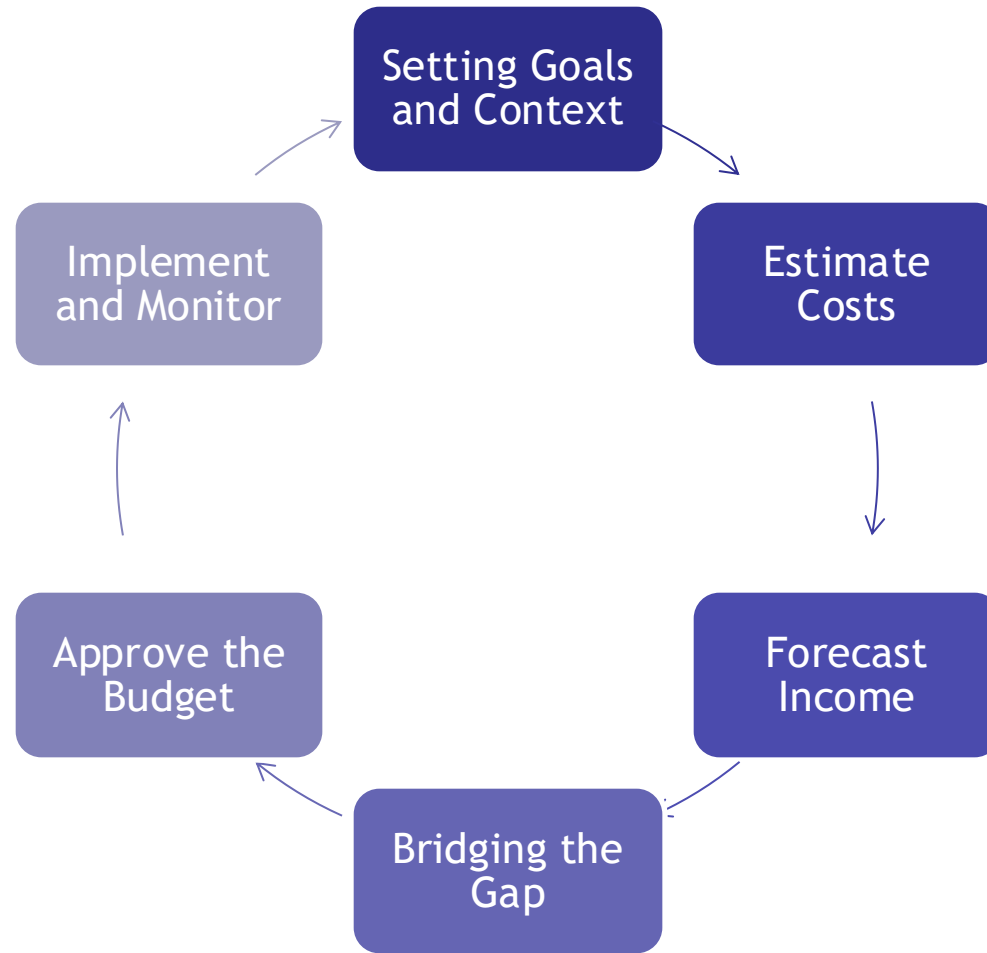 Setting Goals
and Context
Estimate
Costs
Forecast
Income
Bridging the
Gap
Approve the
Budget
Implement
and Monitor